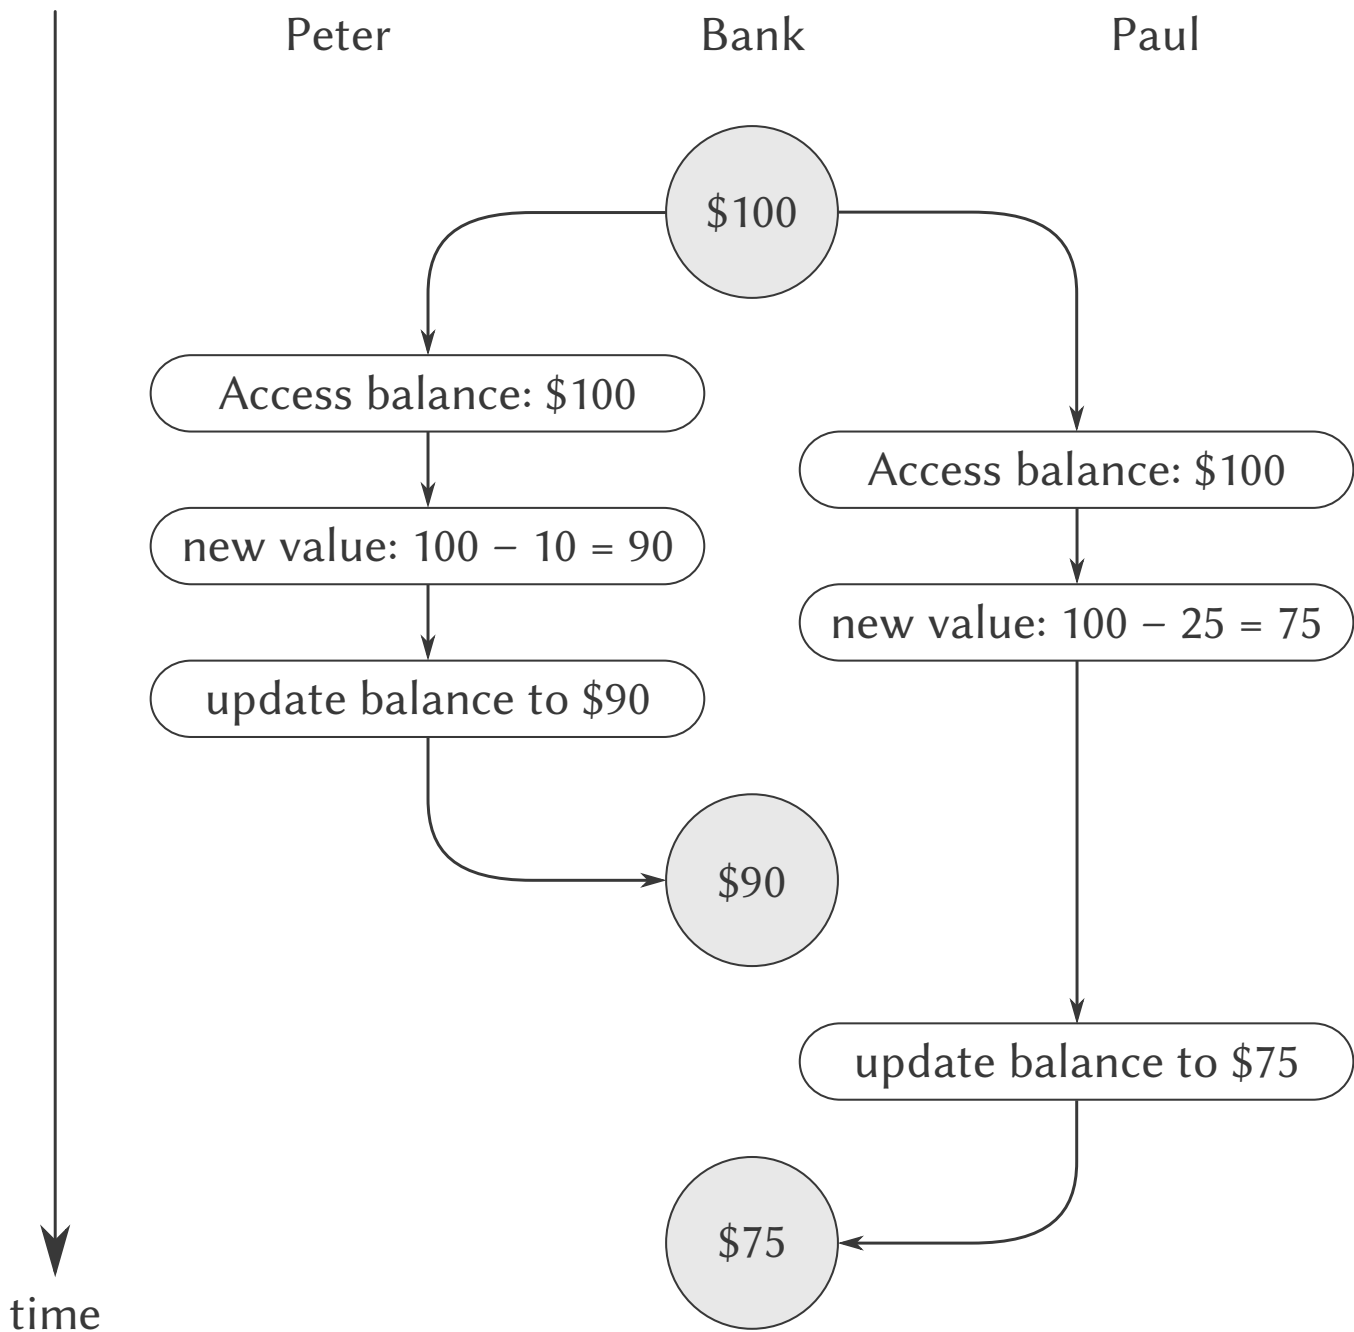 Peter Bank Paul
$100
Access balance: $100
Access balance: $100
new value: 100 – 10 = 90
new value: 100 – 25 = 75
update balance to $90
$90
update balance to $75
$75
time